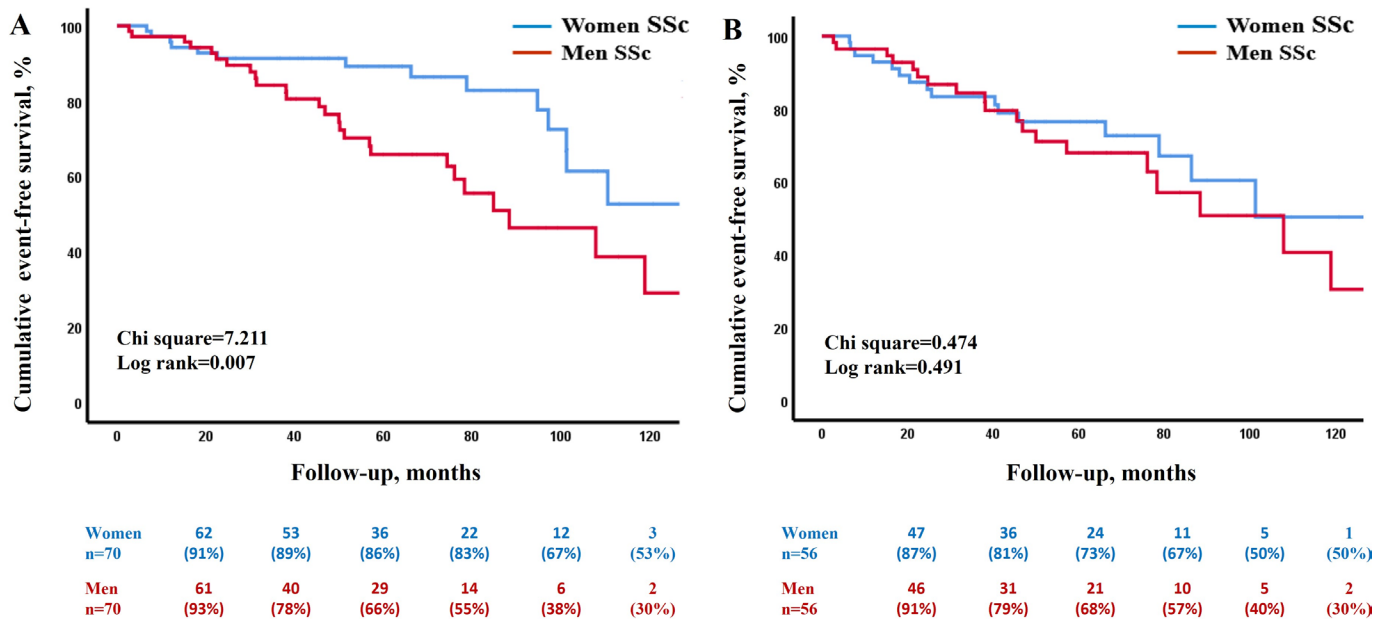 A
Women SSc
Men SSc
Cumulative event-free survival, %
100
80
60
40
20
0
Chi square=7.211
Log rank=0.007
0 20 40 60 80 100 120
Follow-up, months
Women 62 53 36 22 12 3
n=70 (91%) (89%) (86%) (83%) (67%) (53%)
Men 61 40 29 14 6 2
n=70 (93%) (78%) (66%) (55%) (38%) (30%)
B
Women SSc
Men SSc
Cumulative event-free survival, %
100
80
60
40
20
0
Chi square=0.474
Log rank=0.491
0 20 40 60 80 100 120
Follow-up, months
Women 47 36 24 11 5 1
n=56 (87%) (81%) (73%) (67%) (50%) (50%)
Men 46 31 21 10 5 2
n=56 (91%) (79%) (68%) (57%) (40%) (30%)